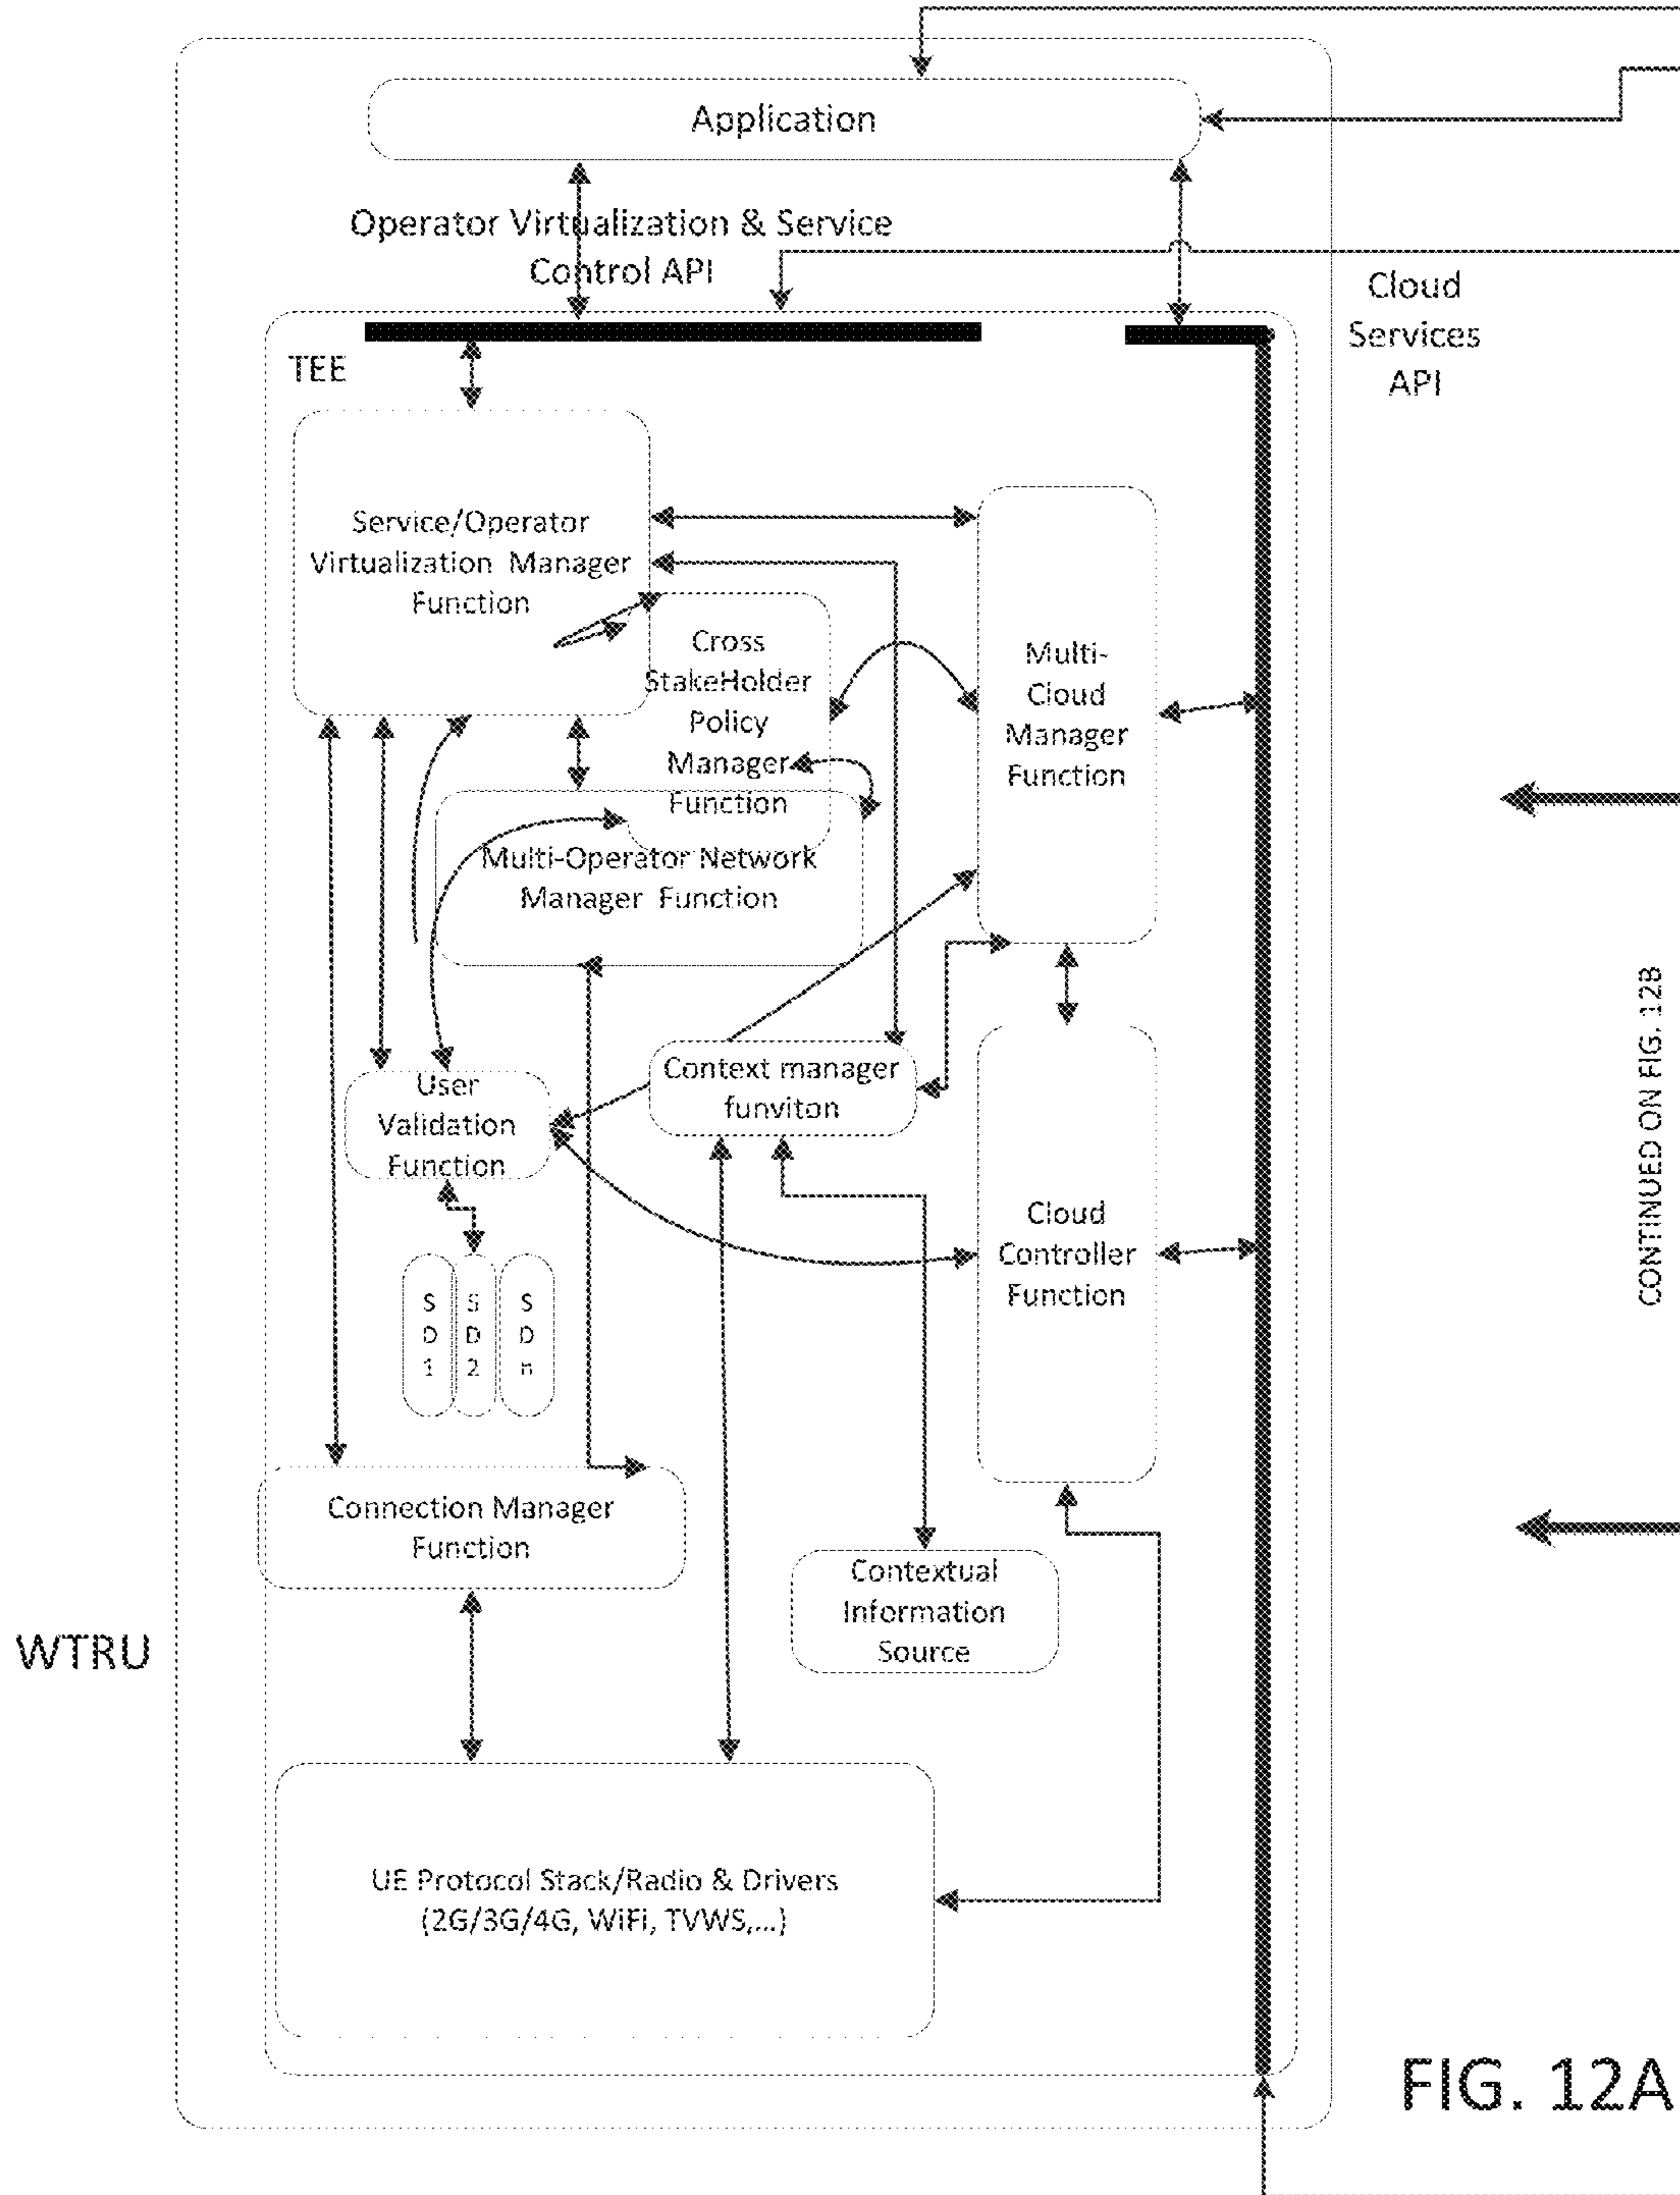 Application
Operator Virtualization & Service
Control API
Cloud
Services
API
TEE
Service/Operator
Virtualization Manager
Function
Cross
StakeHolder
Policy
Manager
Function
Multi-
Cloud
Manager
Function
Multi-Operator Network
Manager Function
CONTINUED ON FIG. 12B
User
Validation
Function
Context manager
funviton
Cloud
Controller
Function
S
D
1
S
D
2
S
D
n
Connection Manager
Function
Contextual
Information
Source
WTRU
UE Protocol Stack/Radio & Drivers
(2G/3G/4G, WiFi, TVWS,...)
FIG. 12A